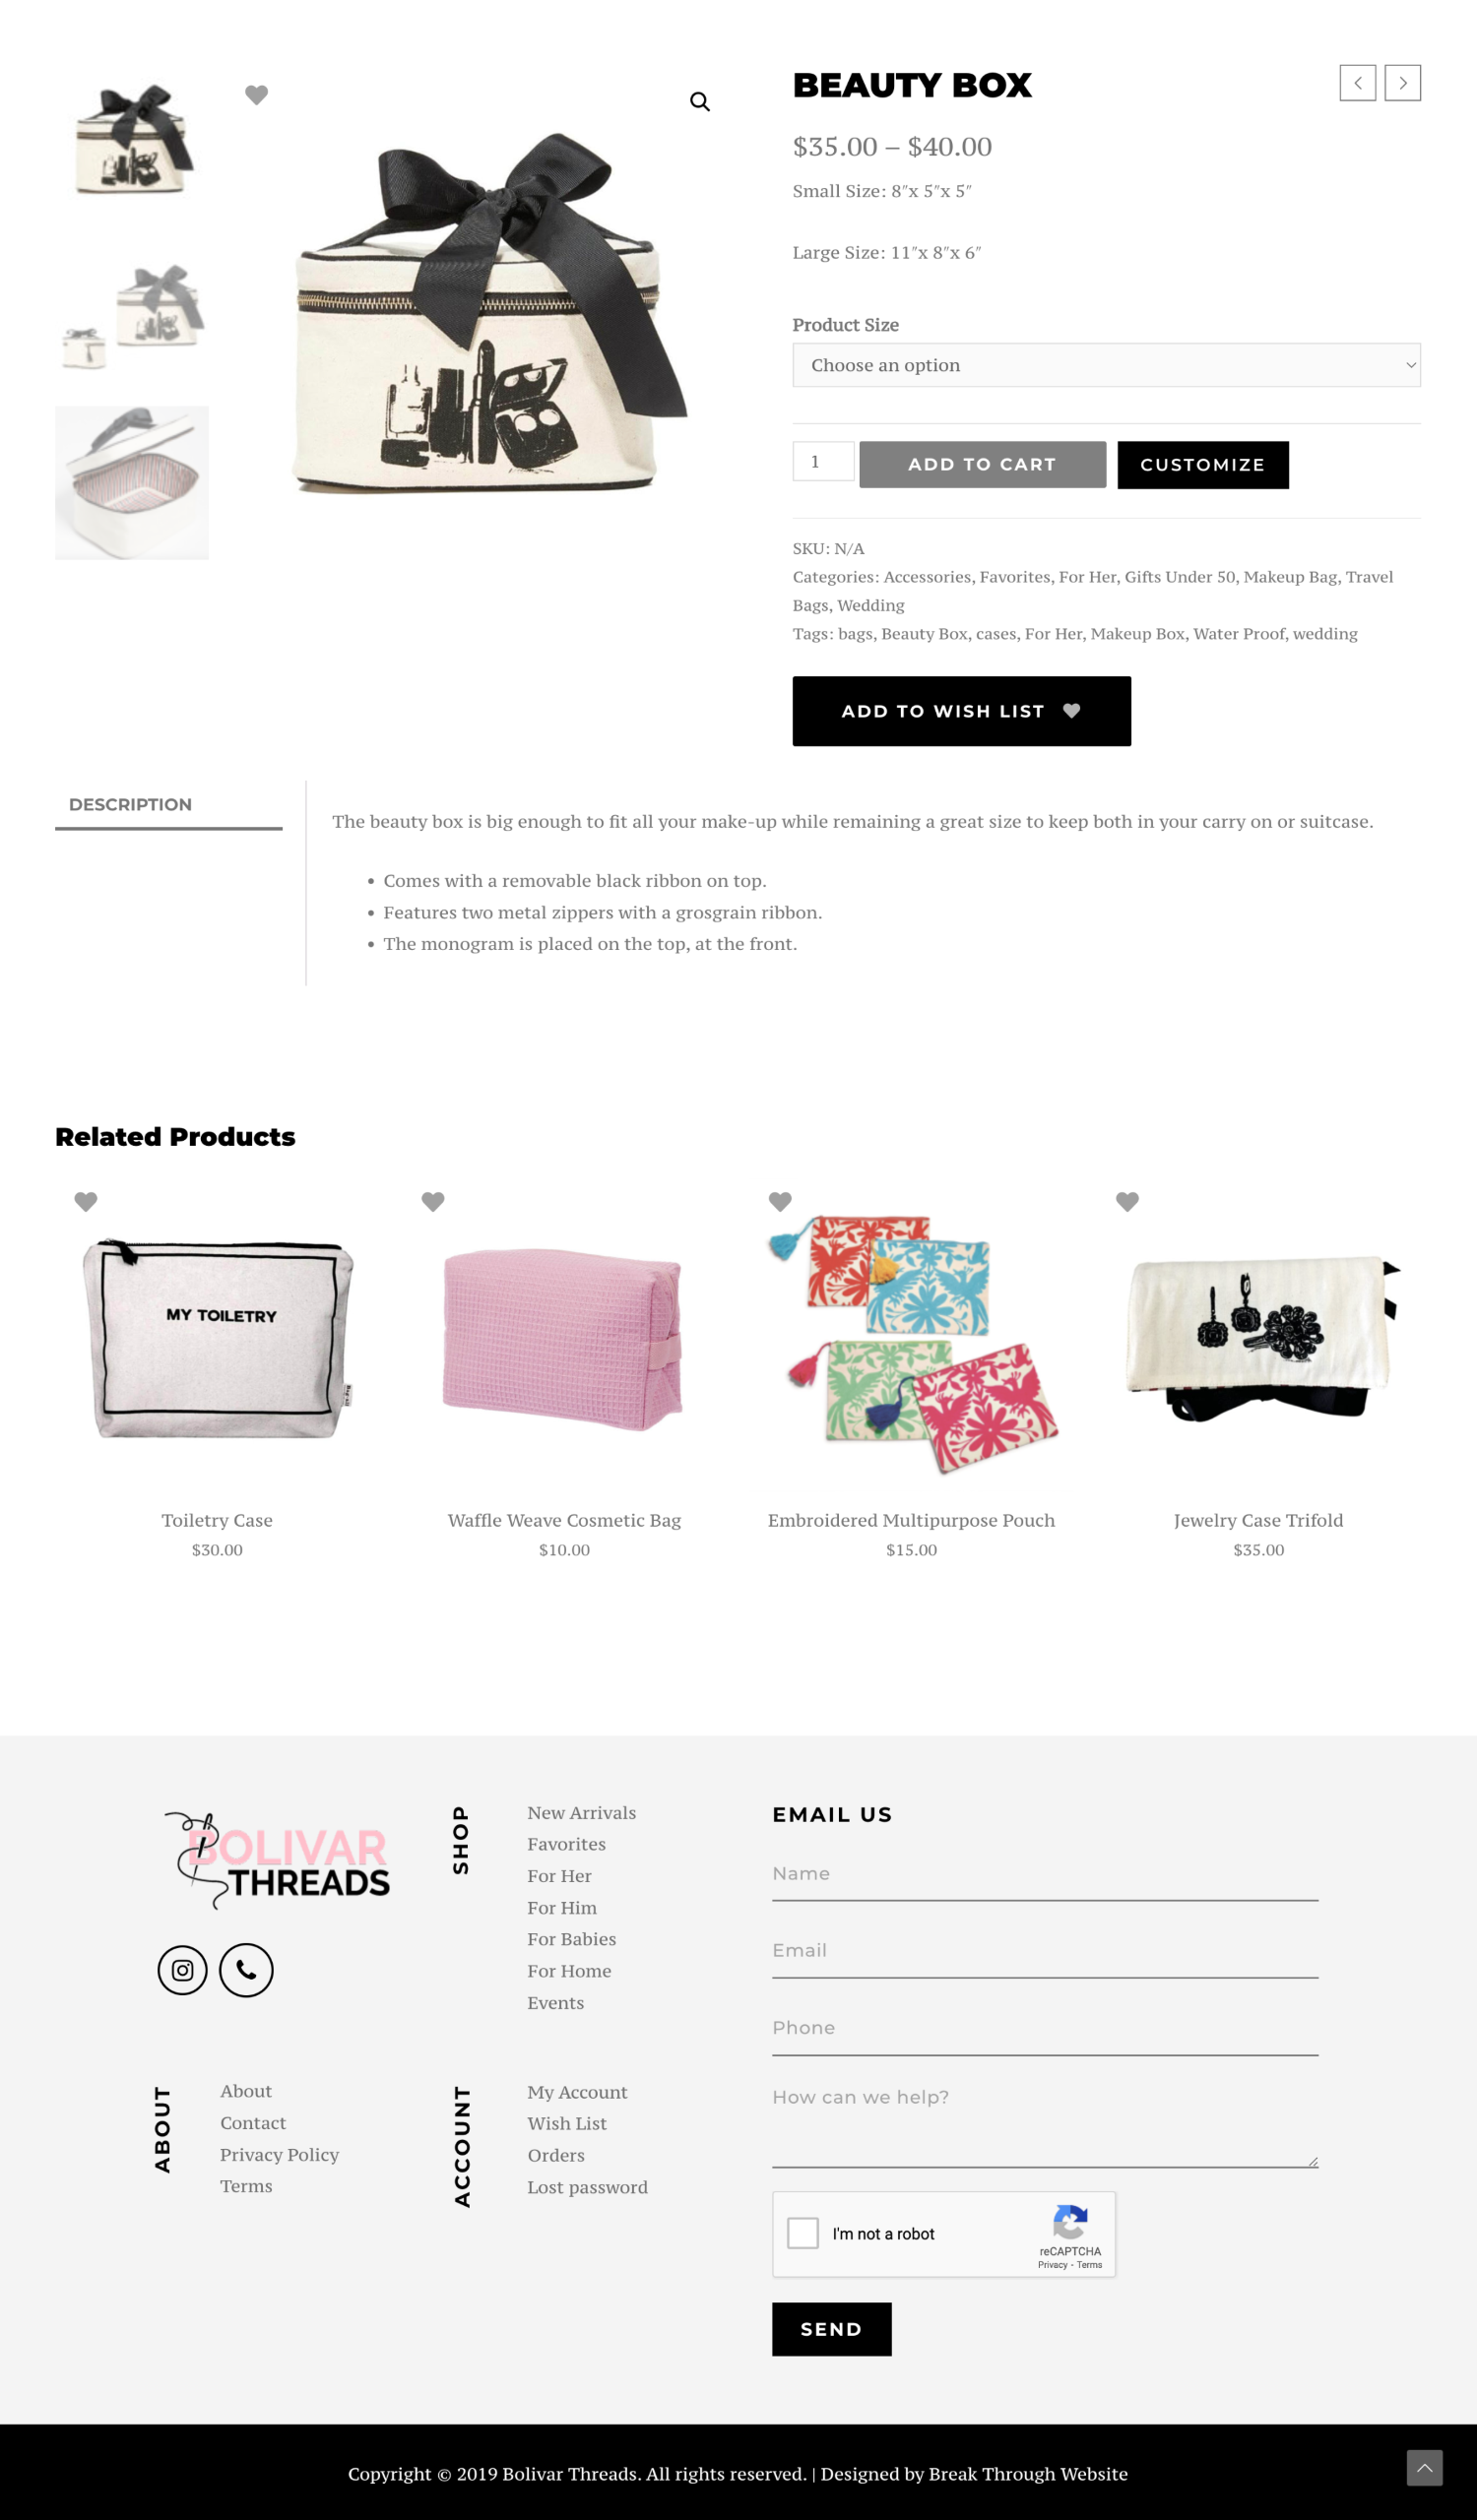 BEAUTY BOX
$35.00 – $40.00
Small Size: 8″x 5″x 5″
Large Size: 11″x 8″x 6″
Product Size
Choose an option
1
ADD TO CART
CUSTOMIZE
SKU: N/A
Categories: Accessories, Favorites, For Her, Gifts Under 50, Makeup Bag, Travel
Bags, Wedding
Tags: bags, Beauty Box, cases, For Her, Makeup Box, Water Proof, wedding
ADD TO WISH LIST
DESCRIPTION
The beauty box is big enough to fit all your make-up while remaining a great size to keep both in your carry on or suitcase.
• Comes with a removable black ribbon on top.
• Features two metal zippers with a grosgrain ribbon.
• The monogram is placed on the top, at the front.
Related Products
MY TOILETRY
Toiletry Case
$30.00
Waffle Weave Cosmetic Bag
$10.00
Embroidered Multipurpose Pouch
$15.00
Jewelry Case Trifold
$35.00
BOLIVAR
THREADS
SHOP
New Arrivals
Favorites
For Her
For Him
For Babies
For Home
Events
ABOUT
About
Contact
Privacy Policy
Terms
ACCOUNT
My Account
Wish List
Orders
Lost password
EMAIL US
Name
Email
Phone
How can we help?
I'm not a robot
reCAPTCHA
Privacy - Terms
SEND
Copyright © 2019 Bolivar Threads. All rights reserved. | Designed by Break Through Website